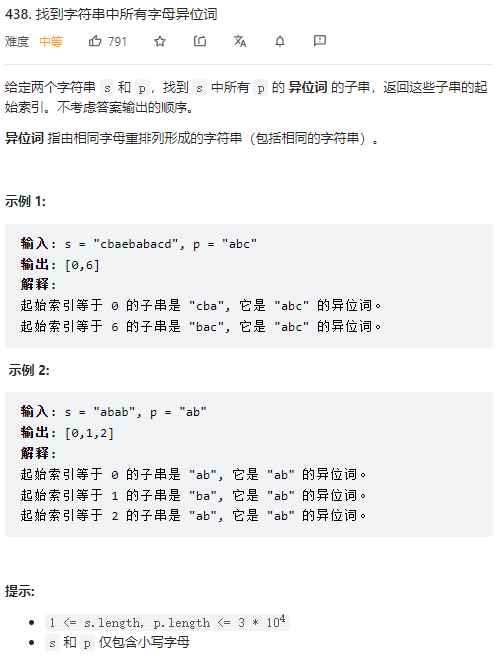 438. 找到字符串中所有字母异位词
难度 中等 791
给定两个字符串 s 和 p，找到 s 中所有 p 的 异位词 的子串，返回这些子串的起
始索引。不考虑答案输出的顺序。
异位词 指由相同字母重排列形成的字符串（包括相同的字符串）。
示例 1:
输入: s = "cbaebabacd", p = "abc"
输出: [0,6]
解释:
起始索引等于 0 的子串是 "cba", 它是 "abc" 的异位词。
起始索引等于 6 的子串是 "bac", 它是 "abc" 的异位词。
示例 2:
输入: s = "abab", p = "ab"
输出: [0,1,2]
解释:
起始索引等于 0 的子串是 "ab", 它是 "ab" 的异位词。
起始索引等于 1 的子串是 "ba", 它是 "ab" 的异位词。
起始索引等于 2 的子串是 "ab", 它是 "ab" 的异位词。
提示:
• 1 <= s.length, p.length <= 3 * 10⁴
• s 和 p 仅包含小写字母